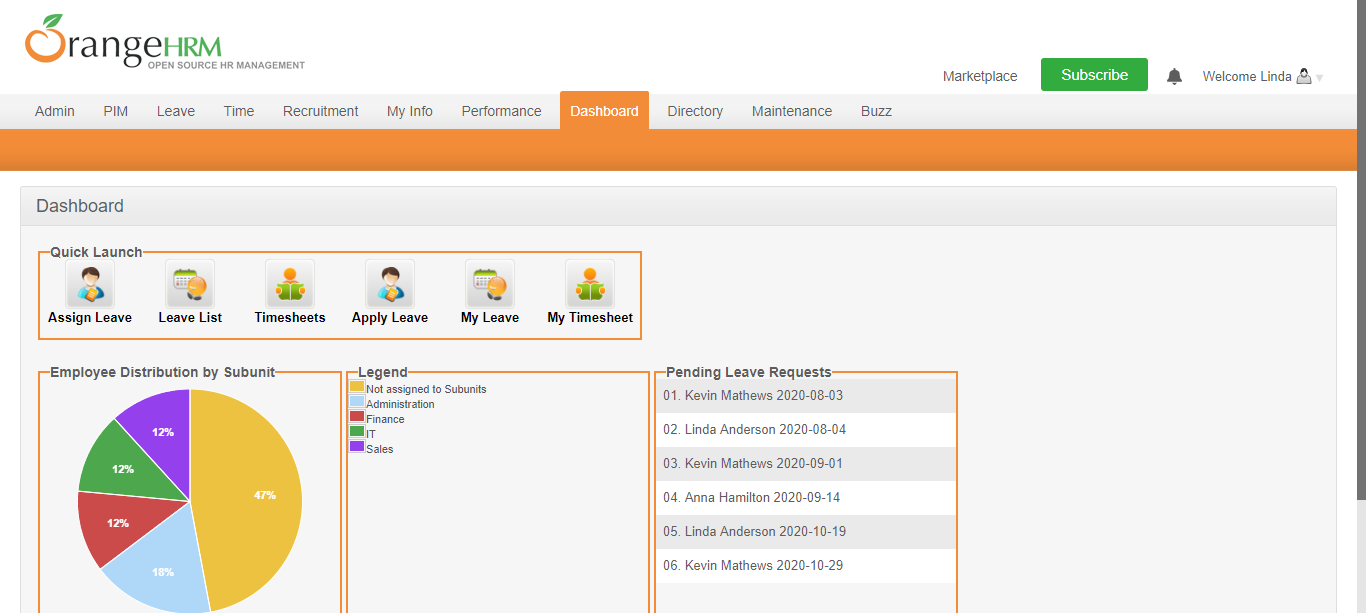 OrangeHRM
OPEN SOURCE HR MANAGEMENT
Marketplace Subscribe Welcome Linda
Admin PIM Leave Time Recruitment My Info Performance Dashboard Directory Maintenance Buzz
Dashboard
Quick Launch
Assign Leave Leave List Timesheets Apply Leave My Leave My Timesheet
Employee Distribution by Subunit
12%
47%
12%
12%
18%
Legend
Not assigned to Subunits
Administration
Finance
IT
Sales
Pending Leave Requests
01. Kevin Mathews 2020-08-03
02. Linda Anderson 2020-08-04
03. Kevin Mathews 2020-09-01
04. Anna Hamilton 2020-09-14
05. Linda Anderson 2020-10-19
06. Kevin Mathews 2020-10-29